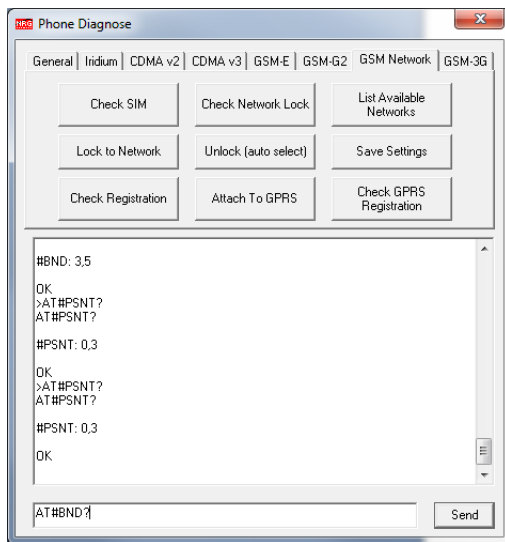 NRG Phone Diagnose
General Iridium CDMA v2 CDMA v3 GSM-E GSM-G2 GSM Network GSM-3G
Check SIM
Check Network Lock
List Available
Networks
Lock to Network
Unlock (auto select)
Save Settings
Check Registration
Attach To GPRS
Check GPRS
Registration
#BND: 3,5
OK
>AT#PSNT?
AT#PSNT?
#PSNT: 0,3
OK
>AT#PSNT?
AT#PSNT?
#PSNT: 0,3
OK
AT#BND?
Send